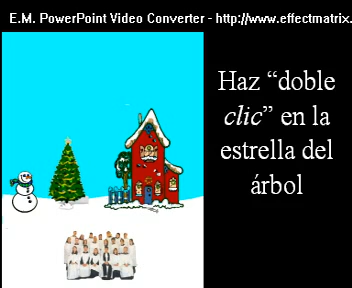 E.M. PowerPoint Video Converter - http://www.effectmatrix.
Haz “doble
clic” en la
estrella del
árbol